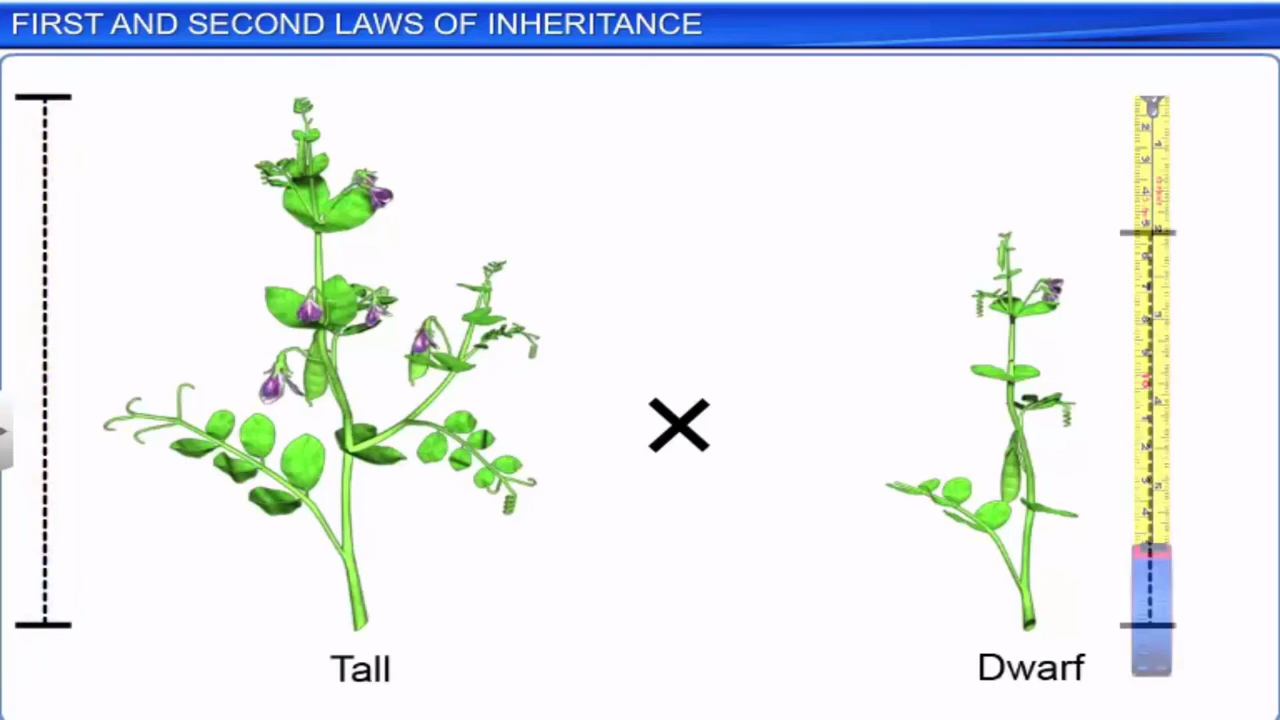 FIRST AND SECOND LAWS OF INHERITANCE
Tall
Dwarf